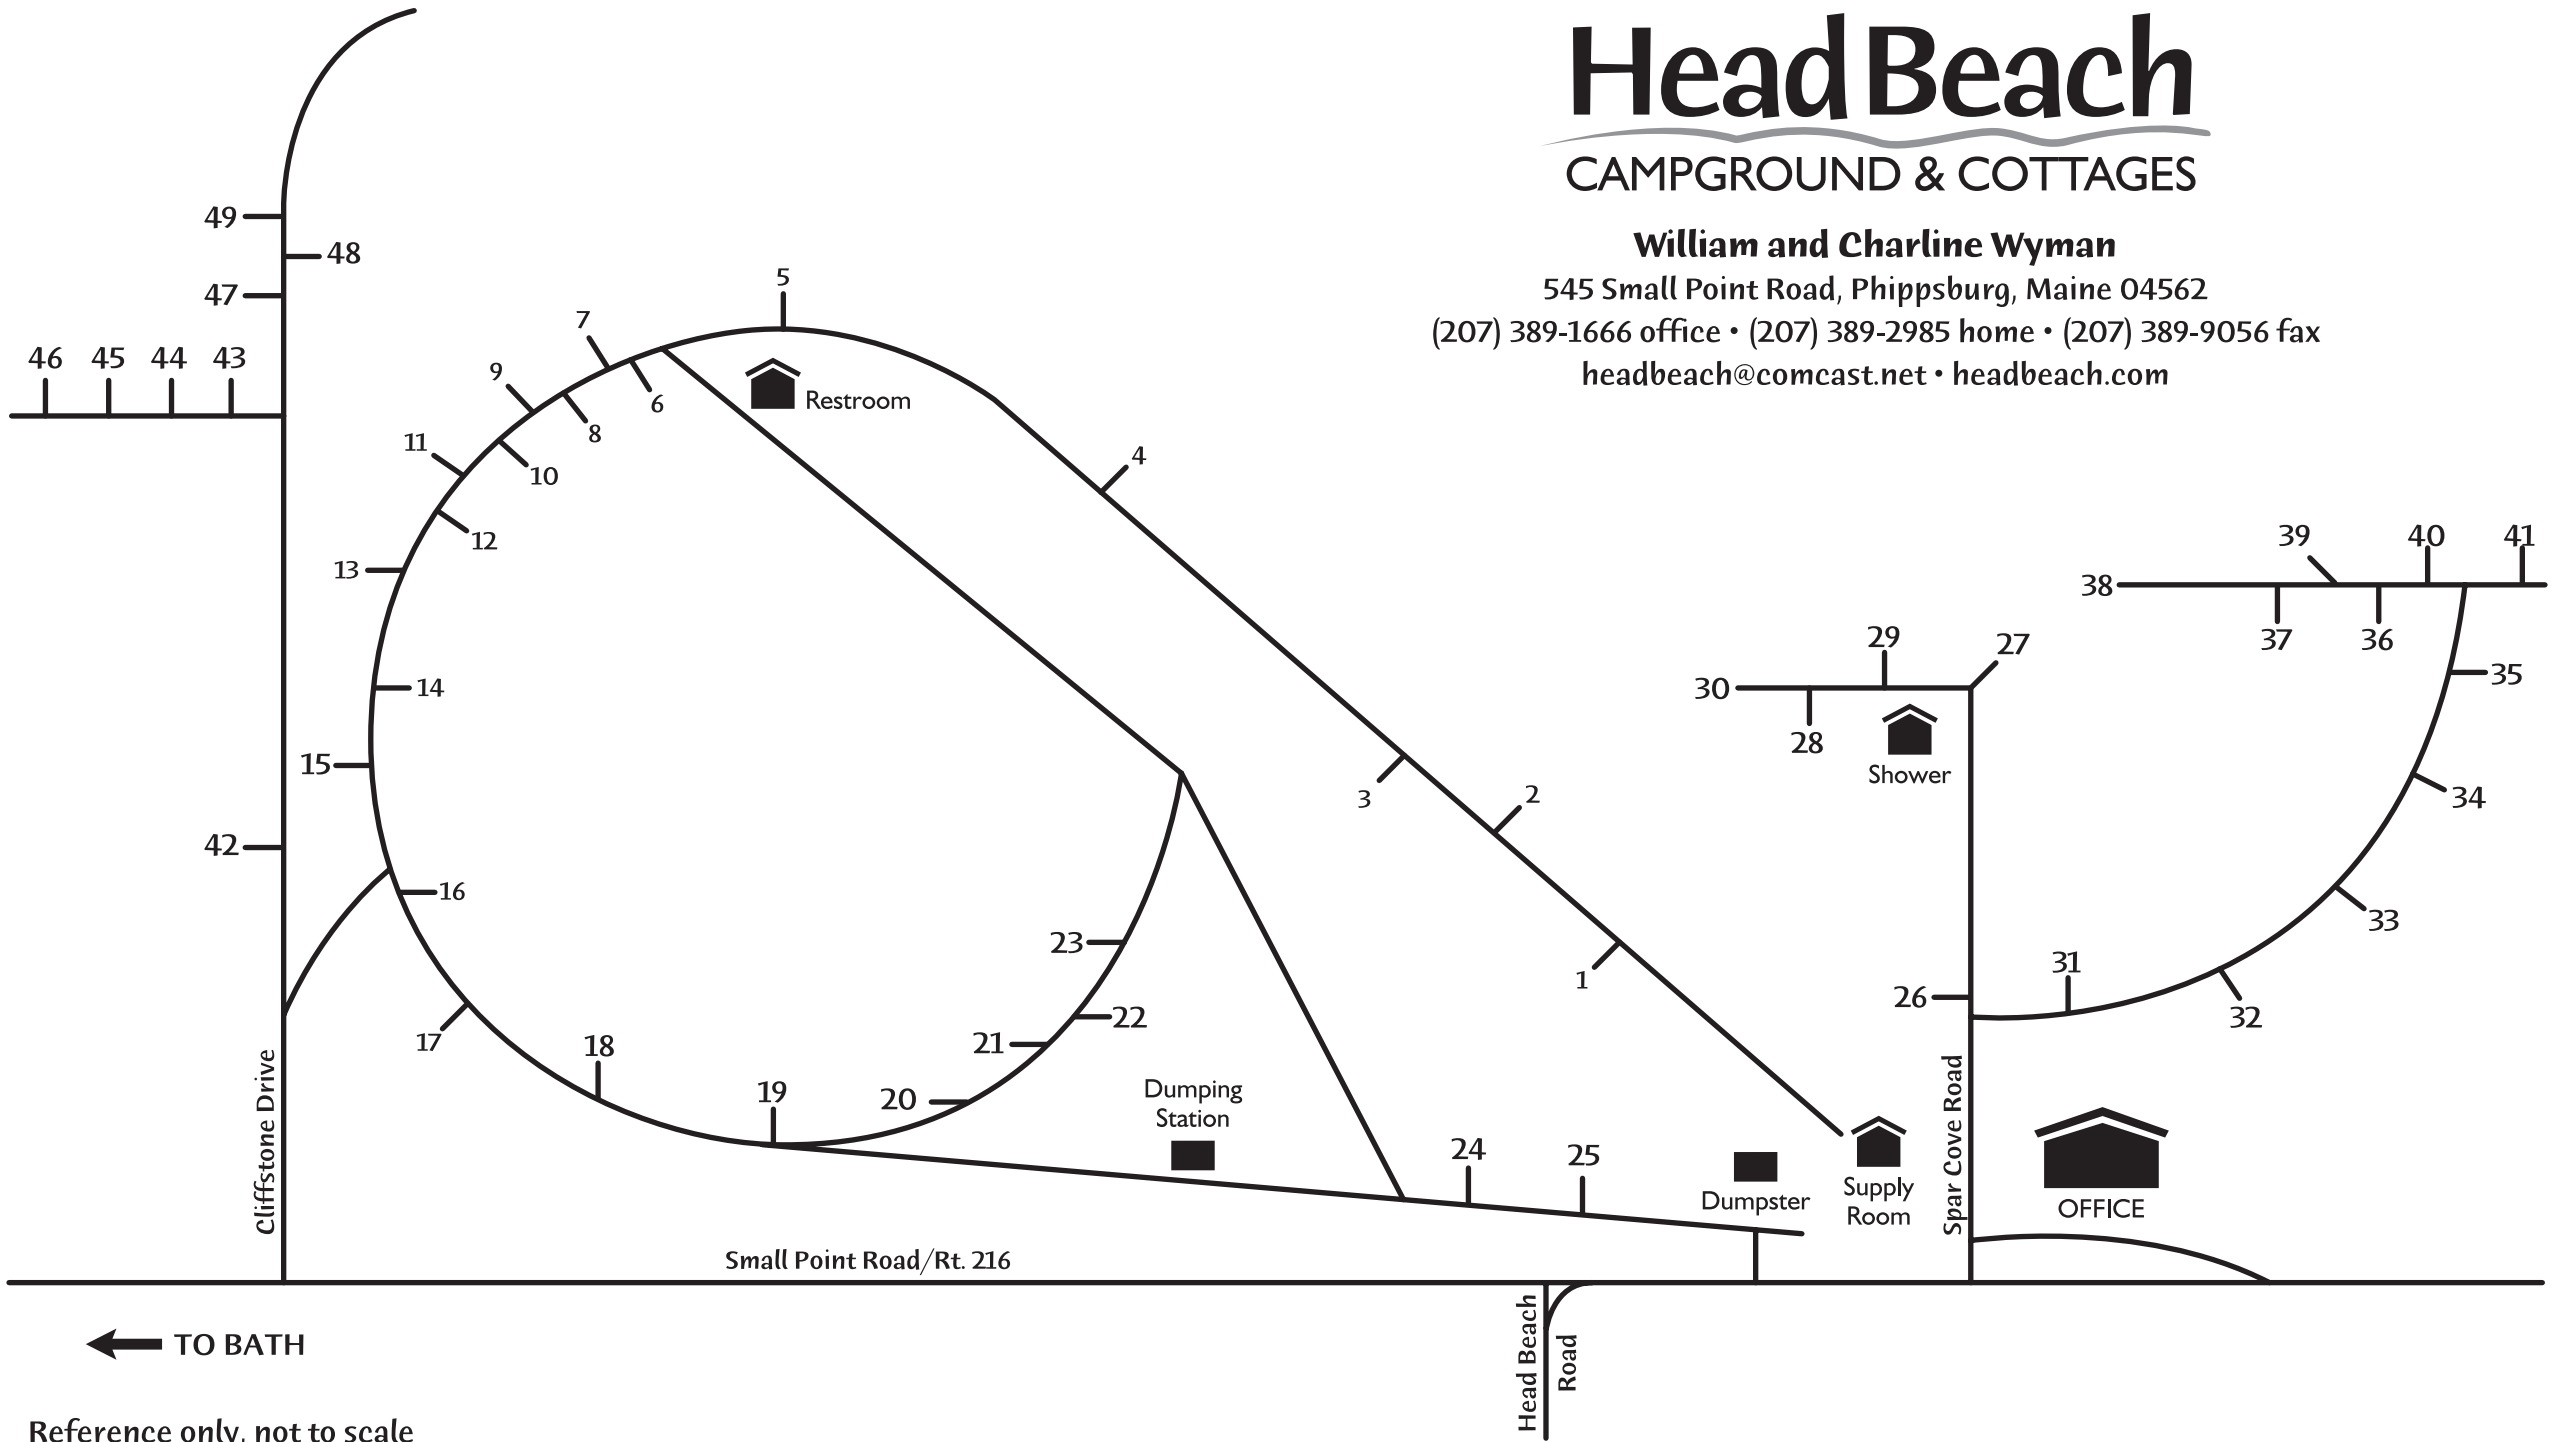 Head Beach
CAMPGROUND & COTTAGES
William and Charline Wyman
545 Small Point Road, Phippsburg, Maine 04562
(207) 389-1666 office • (207) 389-2985 home • (207) 389-9056 fax
headbeach@comcast.net • headbeach.com
49
48
47
46 45 44 43
5
7
6
9
8
11
10
12
13
14
15
42
16
17
18
19
20
21
22
23
Restroom
4
3
2
1
39 40 41
38
37 36
35
34
33
32
31
29 27
30
28
Shower
26
Dumping
Station
24 25
Dumpster
Supply
Room
OFFICE
Cliffstone Drive
Spar Cove Road
Small Point Road/Rt. 216
Head Beach
Road
TO BATH
Reference only, not to scale